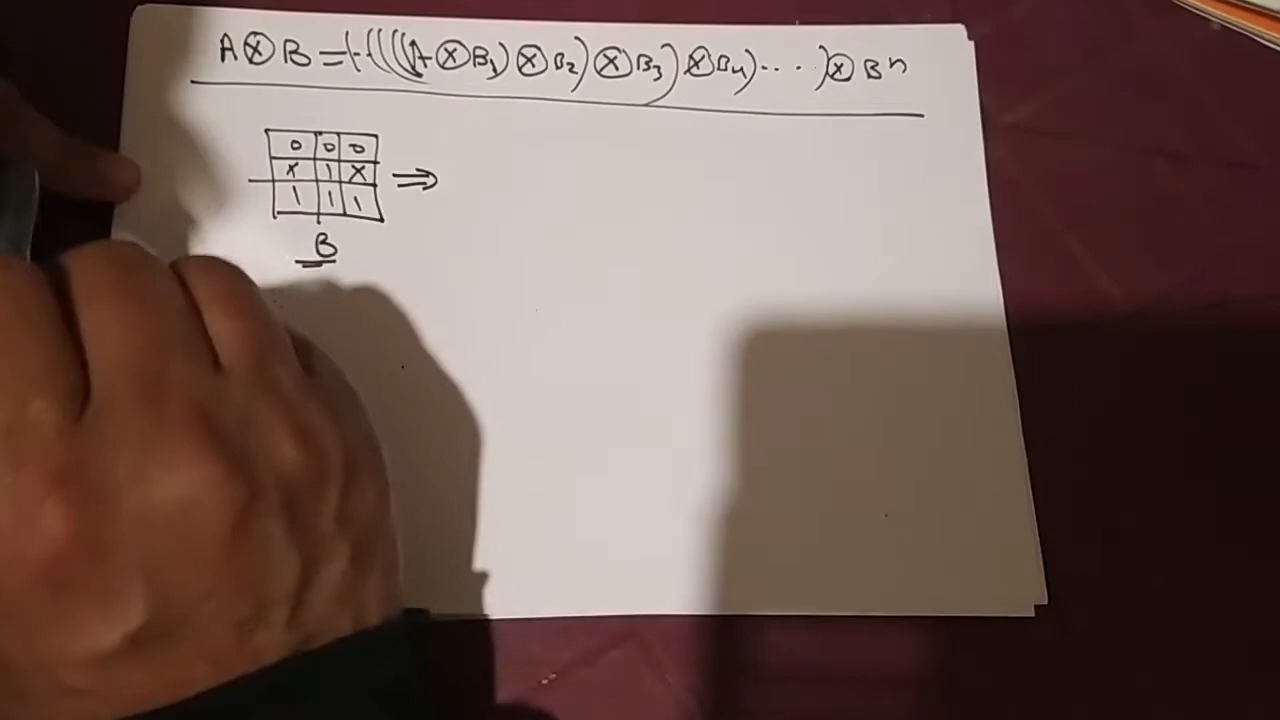 A⊗B=(-((((A⊗B₁)⊗B₂)⊗B₃)⊗B₄)....)⊗Bⁿ
0 0 0
x 1 x ⇒
1 1 1
B